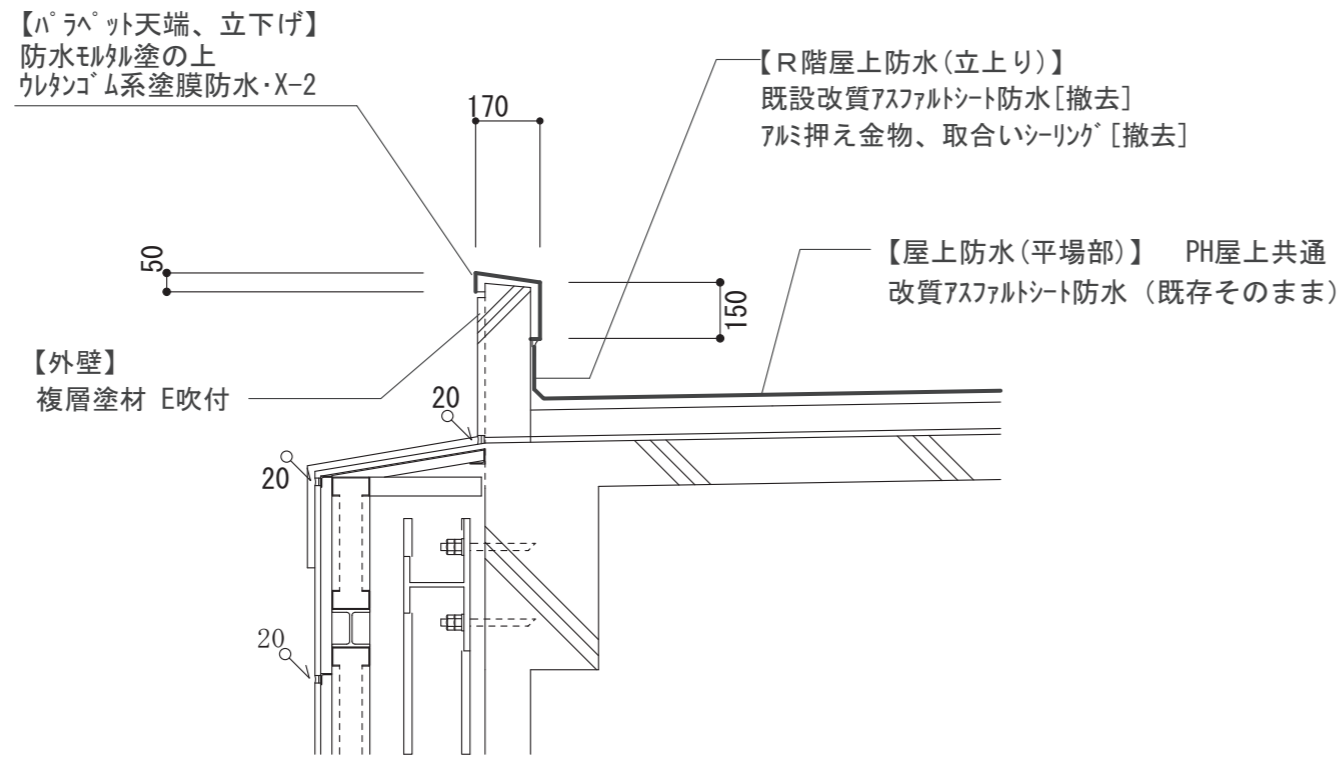 【ﾊﾟﾗﾍﾟｯﾄ天端、立下げ】
防水ﾓﾙﾀﾙ塗の上
ｳﾚﾀﾝｺﾞﾑ系塗膜防水･X-2
【Ｒ階屋上防水(立上り)】
既設改質ｱｽﾌｧﾙﾄｼｰﾄ防水[撤去]
ｱﾙﾐ押え金物、取合いｼｰﾘﾝｸﾞ[撤去]
170
【屋上防水(平場部)】 PH屋上共通
改質ｱｽﾌｧﾙﾄｼｰﾄ防水 (既存そのまま)
50
150
【外壁】
複層塗材 E吹付
20
20
20